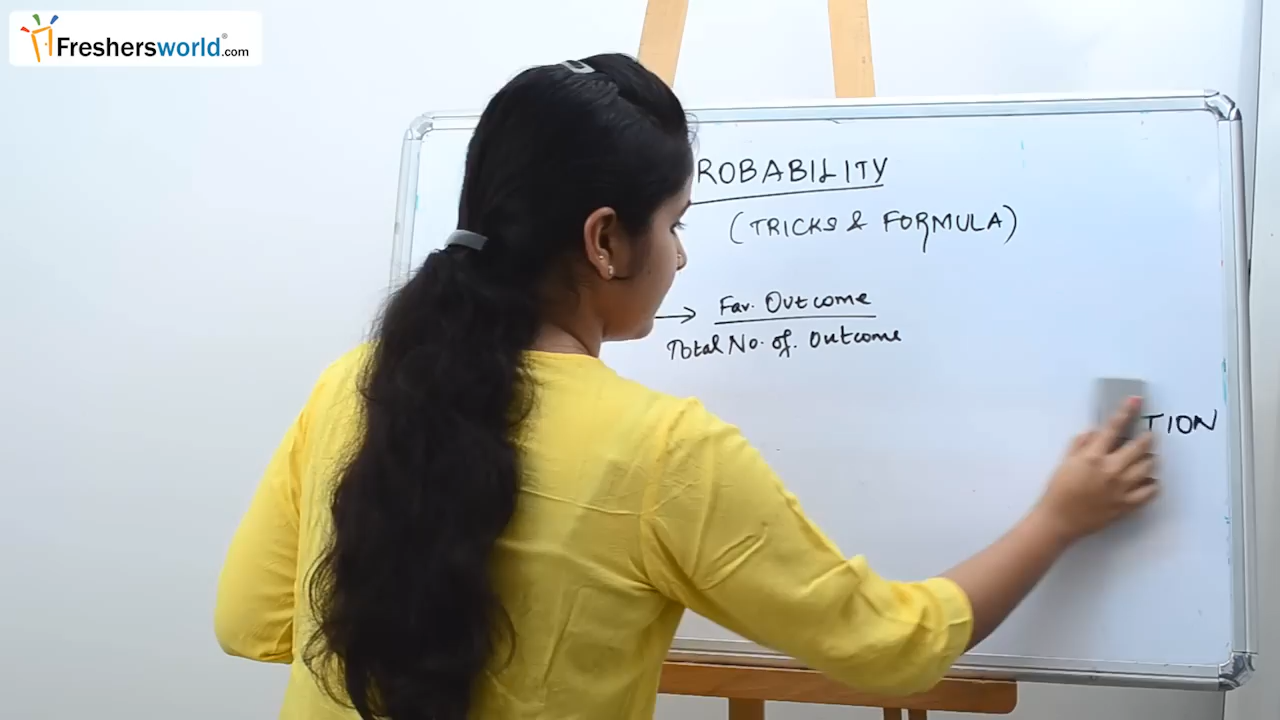 Freshersworld.com
ROBABILITY
(TRICKS & FORMULA)
→ Fav. Outcome
Total No. of. Outcome
TION